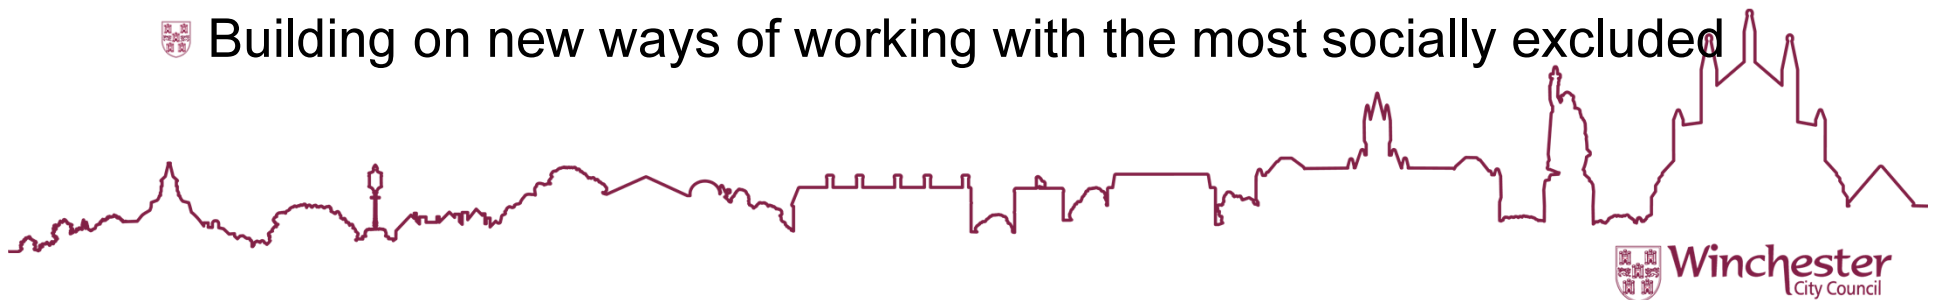 Building on new ways of working with the most socially excluded
Winchester
City Council